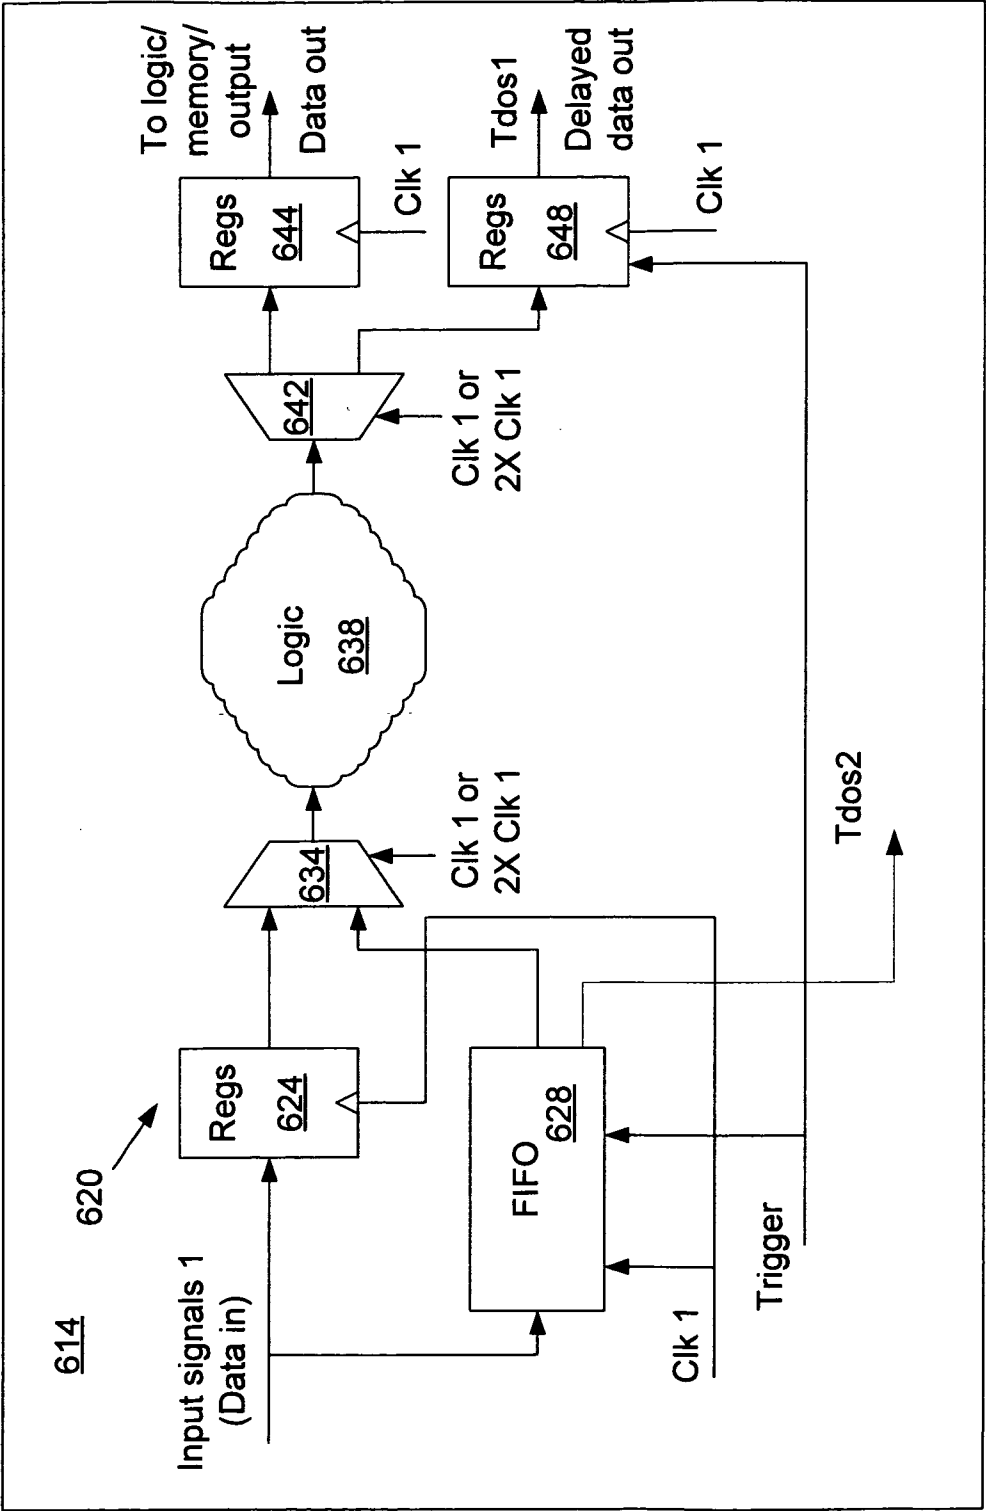 614
620
Input signals 1
(Data in)
Regs
624
FIFO
628
Clk 1
Trigger
634
Clk 1 or
2X Clk 1
Logic
638
Tdos2
642
Clk 1 or
2X Clk 1
Regs
644
Clk 1
To logic/
memory/
output
Data out
Regs
648
Clk 1
Tdos1
Delayed
data out